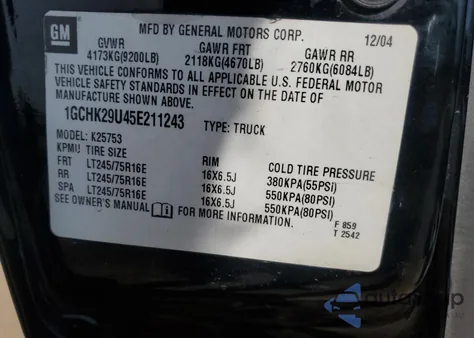 GM
MFD BY GENERAL MOTORS CORP.
12/04
GVWR GAWR FRT GAWR RR
4173KG(9200LB) 2118KG(4670LB) 2760KG(6084LB)
THIS VEHICLE CONFORMS TO ALL APPLICABLE U.S. FEDERAL MOTOR
VEHICLE SAFETY STANDARDS IN EFFECT ON THE DATE OF
MANUFACTURE SHOWN ABOVE.
1GCHK29U45E211243 TYPE: TRUCK
MODEL: K25753
KPMU TIRE SIZE RIM COLD TIRE PRESSURE
FRT LT245/75R16E 16X6.5J 380KPA(55PSI)
RR LT245/75R16E 16X6.5J 550KPA(80PSI)
SPA LT245/75R16E 16X6.5J 550KPA(80PSI)
SEE OWNER'S MANUAL FOR MORE INFORMATION.
F 859
T 2542